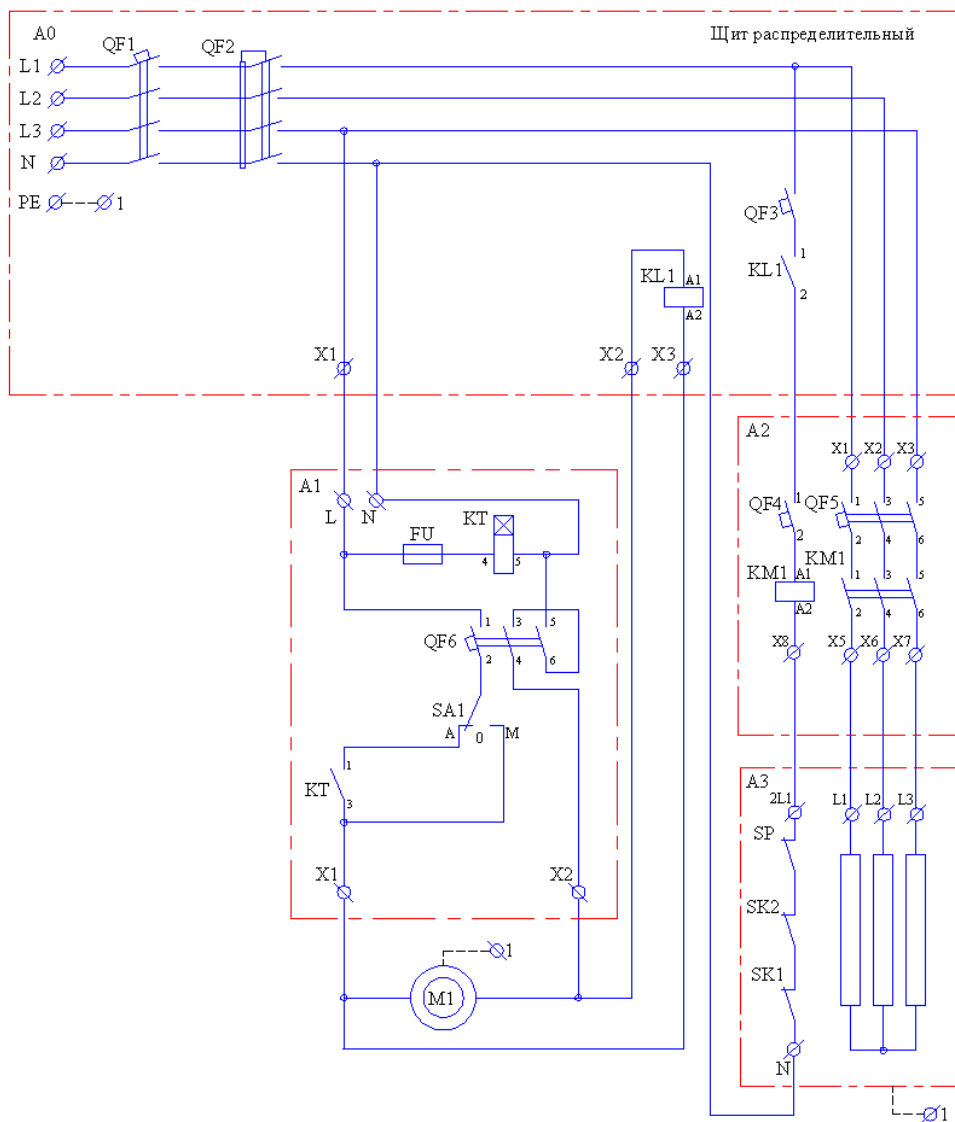 A0 QF1 QF2 Щит распределительный
L1
L2
L3
N
PE 1
QF3
KL1 1
2
KL1 A1
A2
X1 X2 X3
A2
X1 X2 X3
A1
L N KT
FU
4 5
QF4 1
2
QF5 1 3 5
2 4 6
KM1 A1
A2
KM1 1 3 5
2 4 6
QF6 1 3 5
2 4 6
X8 X5 X6 X7
SA1
A 0 M
KT 1
3
A3
2L1 L1 L2 L3
SP
X1 X2
SK2
1
M1
SK1
N
1